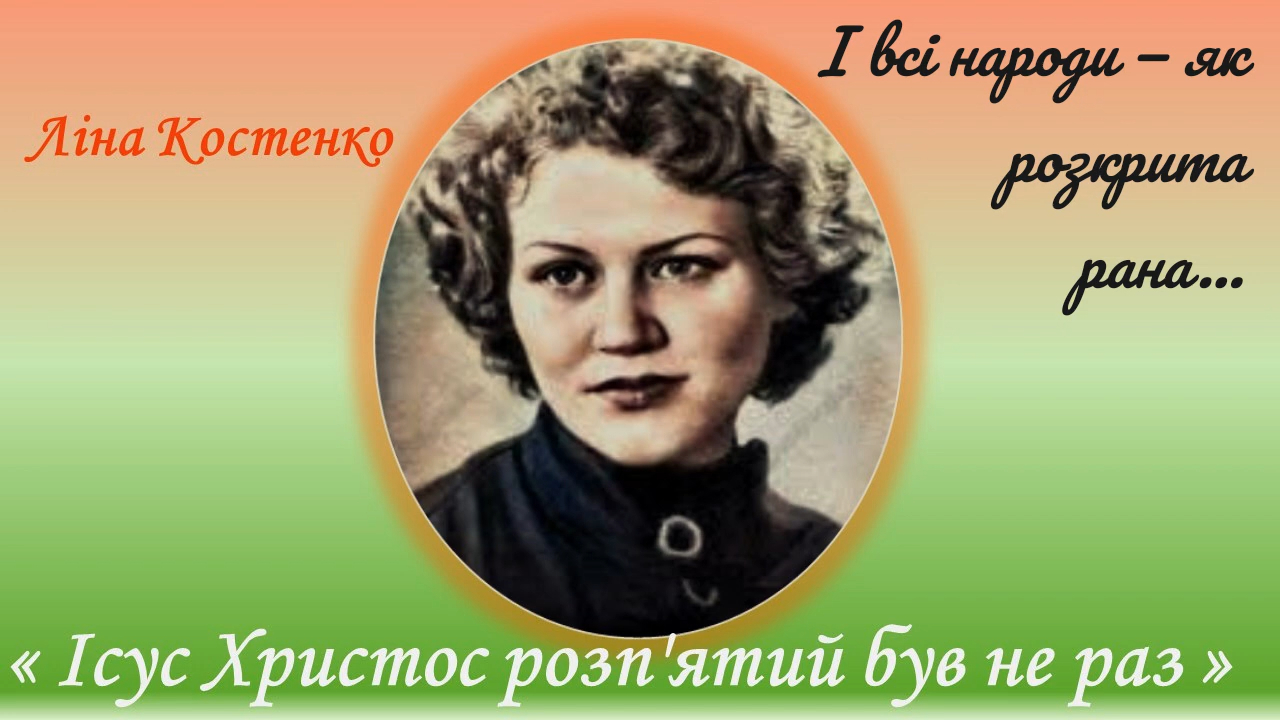 Ліна Костенко
І всі народи – як
розкрита
рана...
« Ісус Христос розп'ятий був не раз »